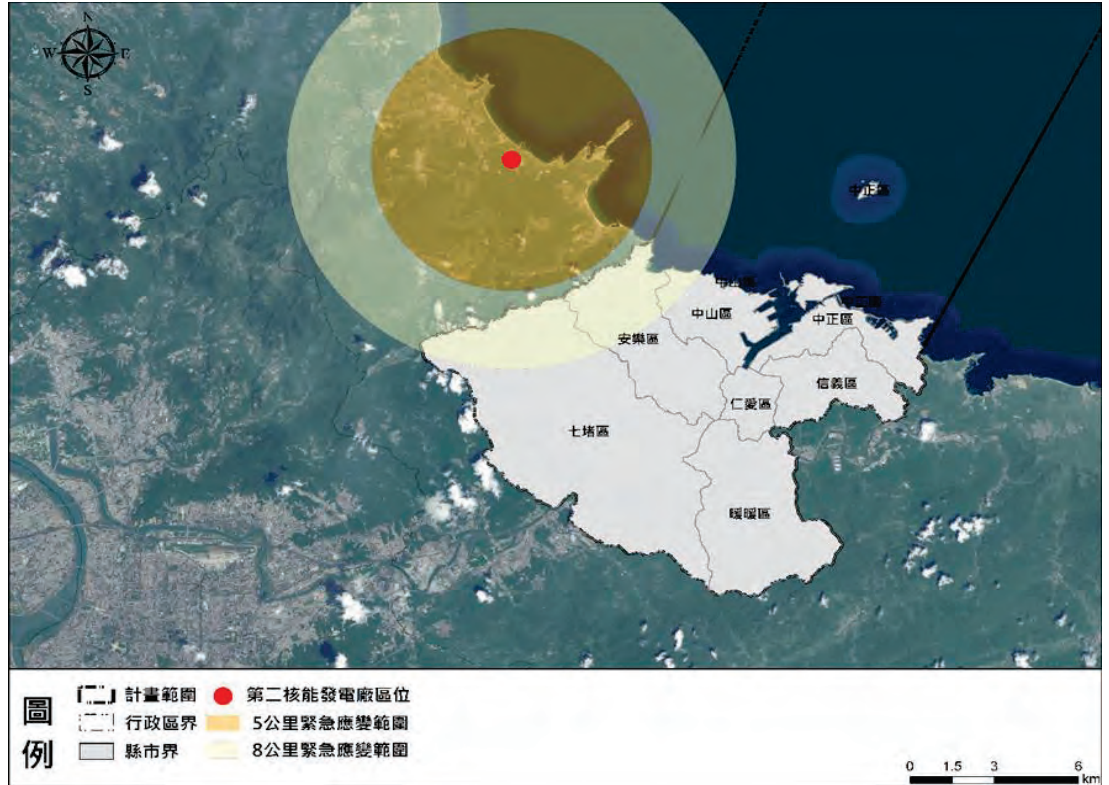 N
W E
S
中正區
中山區
中山區
中正區
安樂區
信義區
仁愛區
七堵區
暖暖區
圖例
計畫範圍
第二核能發電廠區位
行政區界
5公里緊急應變範圍
縣市界
8公里緊急應變範圍
0 1.5 3 6
km